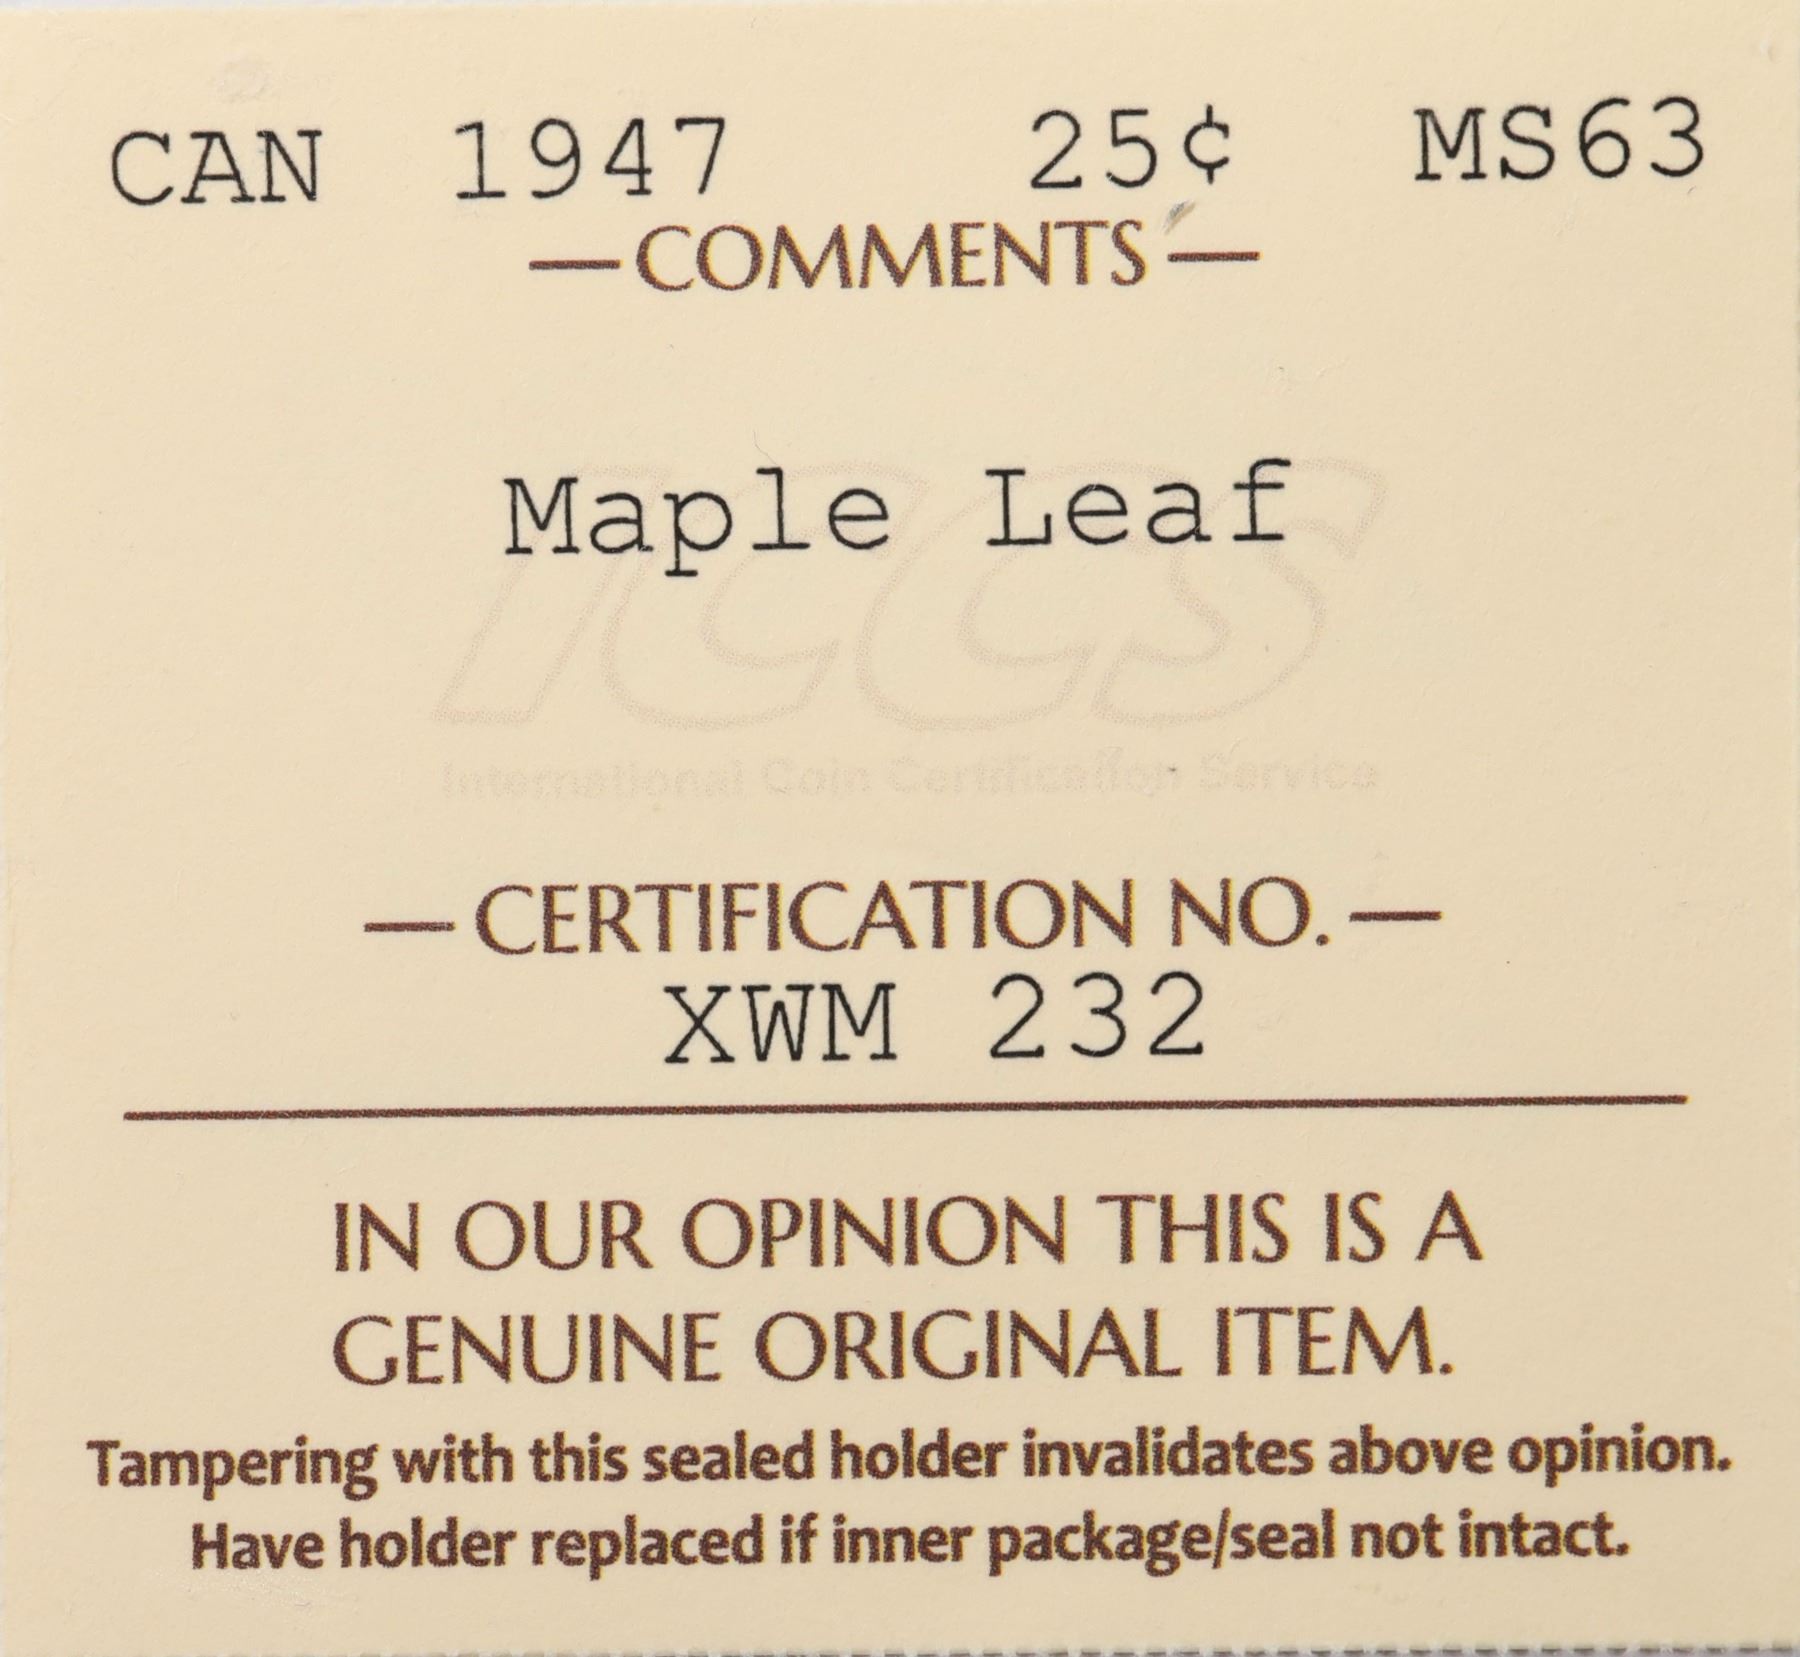 CAN 1947 25¢ MS63
—COMMENTS—
Maple Leaf
ICCS
International Coin Certification Service
—CERTIFICATION NO.—
XWM 232
IN OUR OPINION THIS IS A
GENUINE ORIGINAL ITEM.
Tampering with this sealed holder invalidates above opinion.
Have holder replaced if inner package/seal not intact.